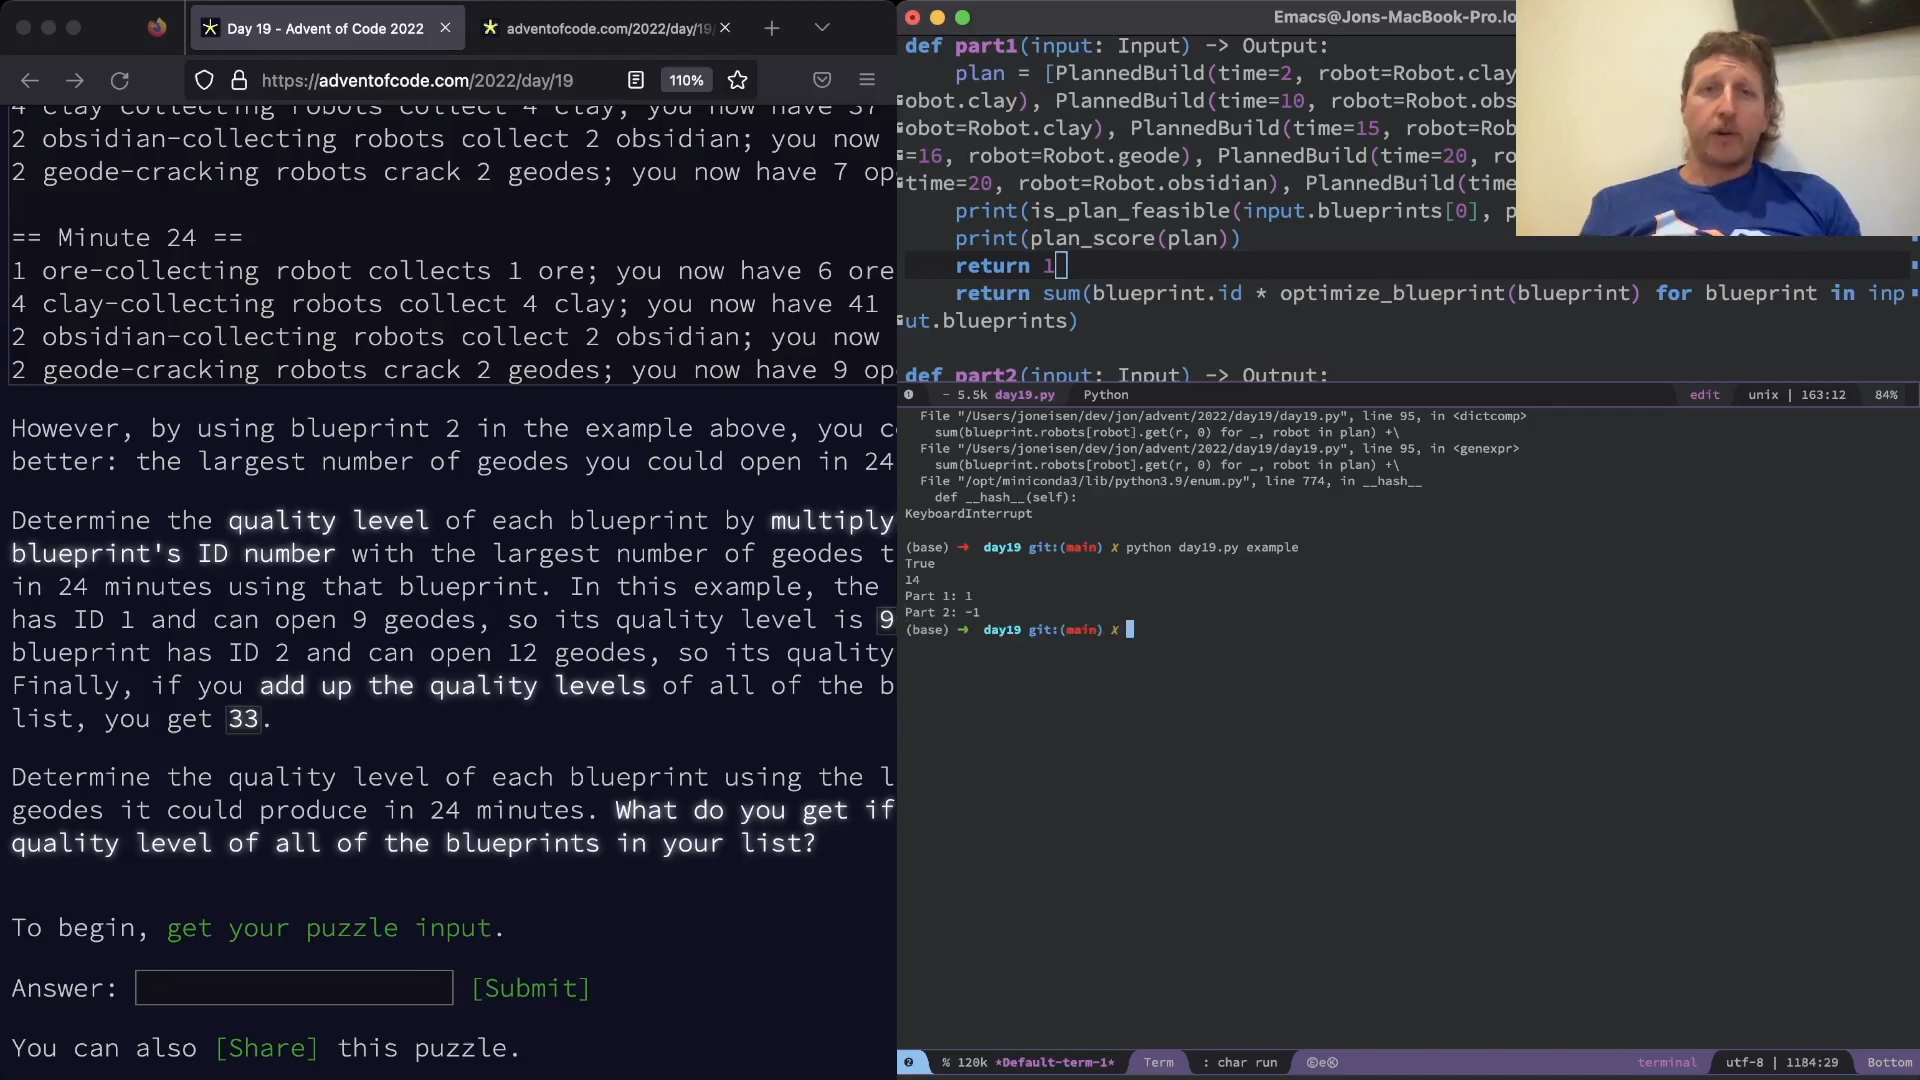 Day 19 - Advent of Code 2022
adventofcode.com/2022/day/19
https://adventofcode.com/2022/day/19
110%
4 clay collecting robots collect 4 clay; you now have 37
2 obsidian-collecting robots collect 2 obsidian; you now
2 geode-cracking robots crack 2 geodes; you now have 7 op
== Minute 24 ==
1 ore-collecting robot collects 1 ore; you now have 6 ore
4 clay-collecting robots collect 4 clay; you now have 41
2 obsidian-collecting robots collect 2 obsidian; you now
2 geode-cracking robots crack 2 geodes; you now have 9 op
However, by using blueprint 2 in the example above, you c
better: the largest number of geodes you could open in 24
Determine the quality level of each blueprint by multiply
blueprint's ID number with the largest number of geodes t
in 24 minutes using that blueprint. In this example, the
has ID 1 and can open 9 geodes, so its quality level is 9
blueprint has ID 2 and can open 12 geodes, so its quality
Finally, if you add up the quality levels of all of the b
list, you get 33.
Determine the quality level of each blueprint using the l
geodes it could produce in 24 minutes. What do you get if
quality level of all of the blueprints in your list?
To begin, get your puzzle input.
Answer: [Submit]
You can also [Share] this puzzle.
Emacs@Jons-MacBook-Pro.lo
def part1(input: Input) -> Output:
plan = [PlannedBuild(time=2, robot=Robot.clay
obot.clay), PlannedBuild(time=10, robot=Robot.obs
obot=Robot.clay), PlannedBuild(time=15, robot=Rob
=16, robot=Robot.geode), PlannedBuild(time=20, ro
time=20, robot=Robot.obsidian), PlannedBuild(time
print(is_plan_feasible(input.blueprints[0], p
print(plan_score(plan))
return 1
return sum(blueprint.id * optimize_blueprint(blueprint) for blueprint in inp
ut.blueprints)
def part2(input: Input) -> Output:
- 5.5k day19.py Python edit unix | 163:12 84%
File "/Users/joneisen/dev/jon/advent/2022/day19/day19.py", line 95, in <dictcomp>
sum(blueprint.robots[robot].get(r, 0) for _, robot in plan) +\
File "/Users/joneisen/dev/jon/advent/2022/day19/day19.py", line 95, in <genexpr>
sum(blueprint.robots[robot].get(r, 0) for _, robot in plan) +\
File "/opt/miniconda3/lib/python3.9/enum.py", line 774, in __hash__
def __hash__(self):
KeyboardInterrupt
(base) → day19 git:(main) ✗ python day19.py example
True
14
Part 1: 1
Part 2: -1
(base) → day19 git:(main) ✗
2 % 120k *Default-term-1* Term : char run ⓔⓔⓚ terminal utf-8 | 1184:29 Bottom